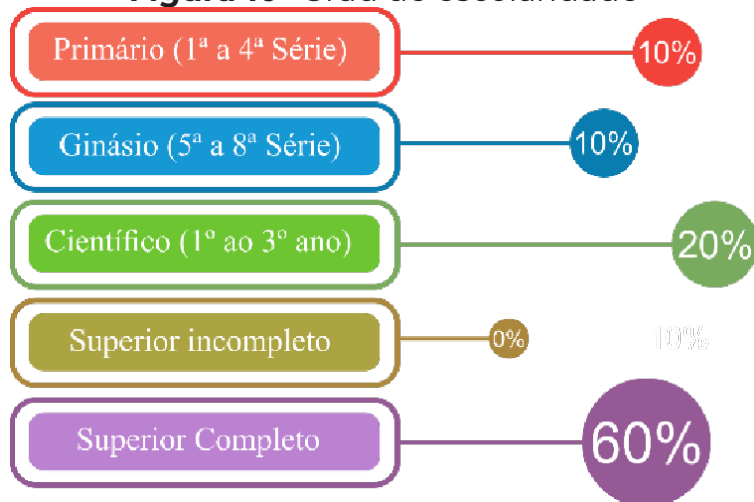 Primário (1ª a 4ª Série)
10%
Ginásio (5ª a 8ª Série)
10%
Científico (1º ao 3º ano)
20%
Superior incompleto
0%
10%
Superior Completo
60%